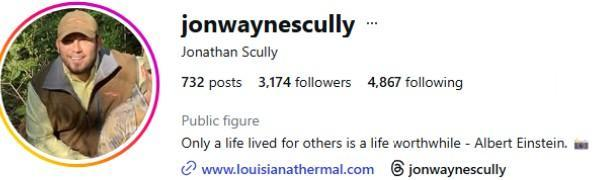 jonwaynescully ...
Jonathan Scully
732 posts 3,174 followers 4,867 following
Public figure
Only a life lived for others is a life worthwhile - Albert Einstein. 📸
www.louisianathermal.com jonwaynescully